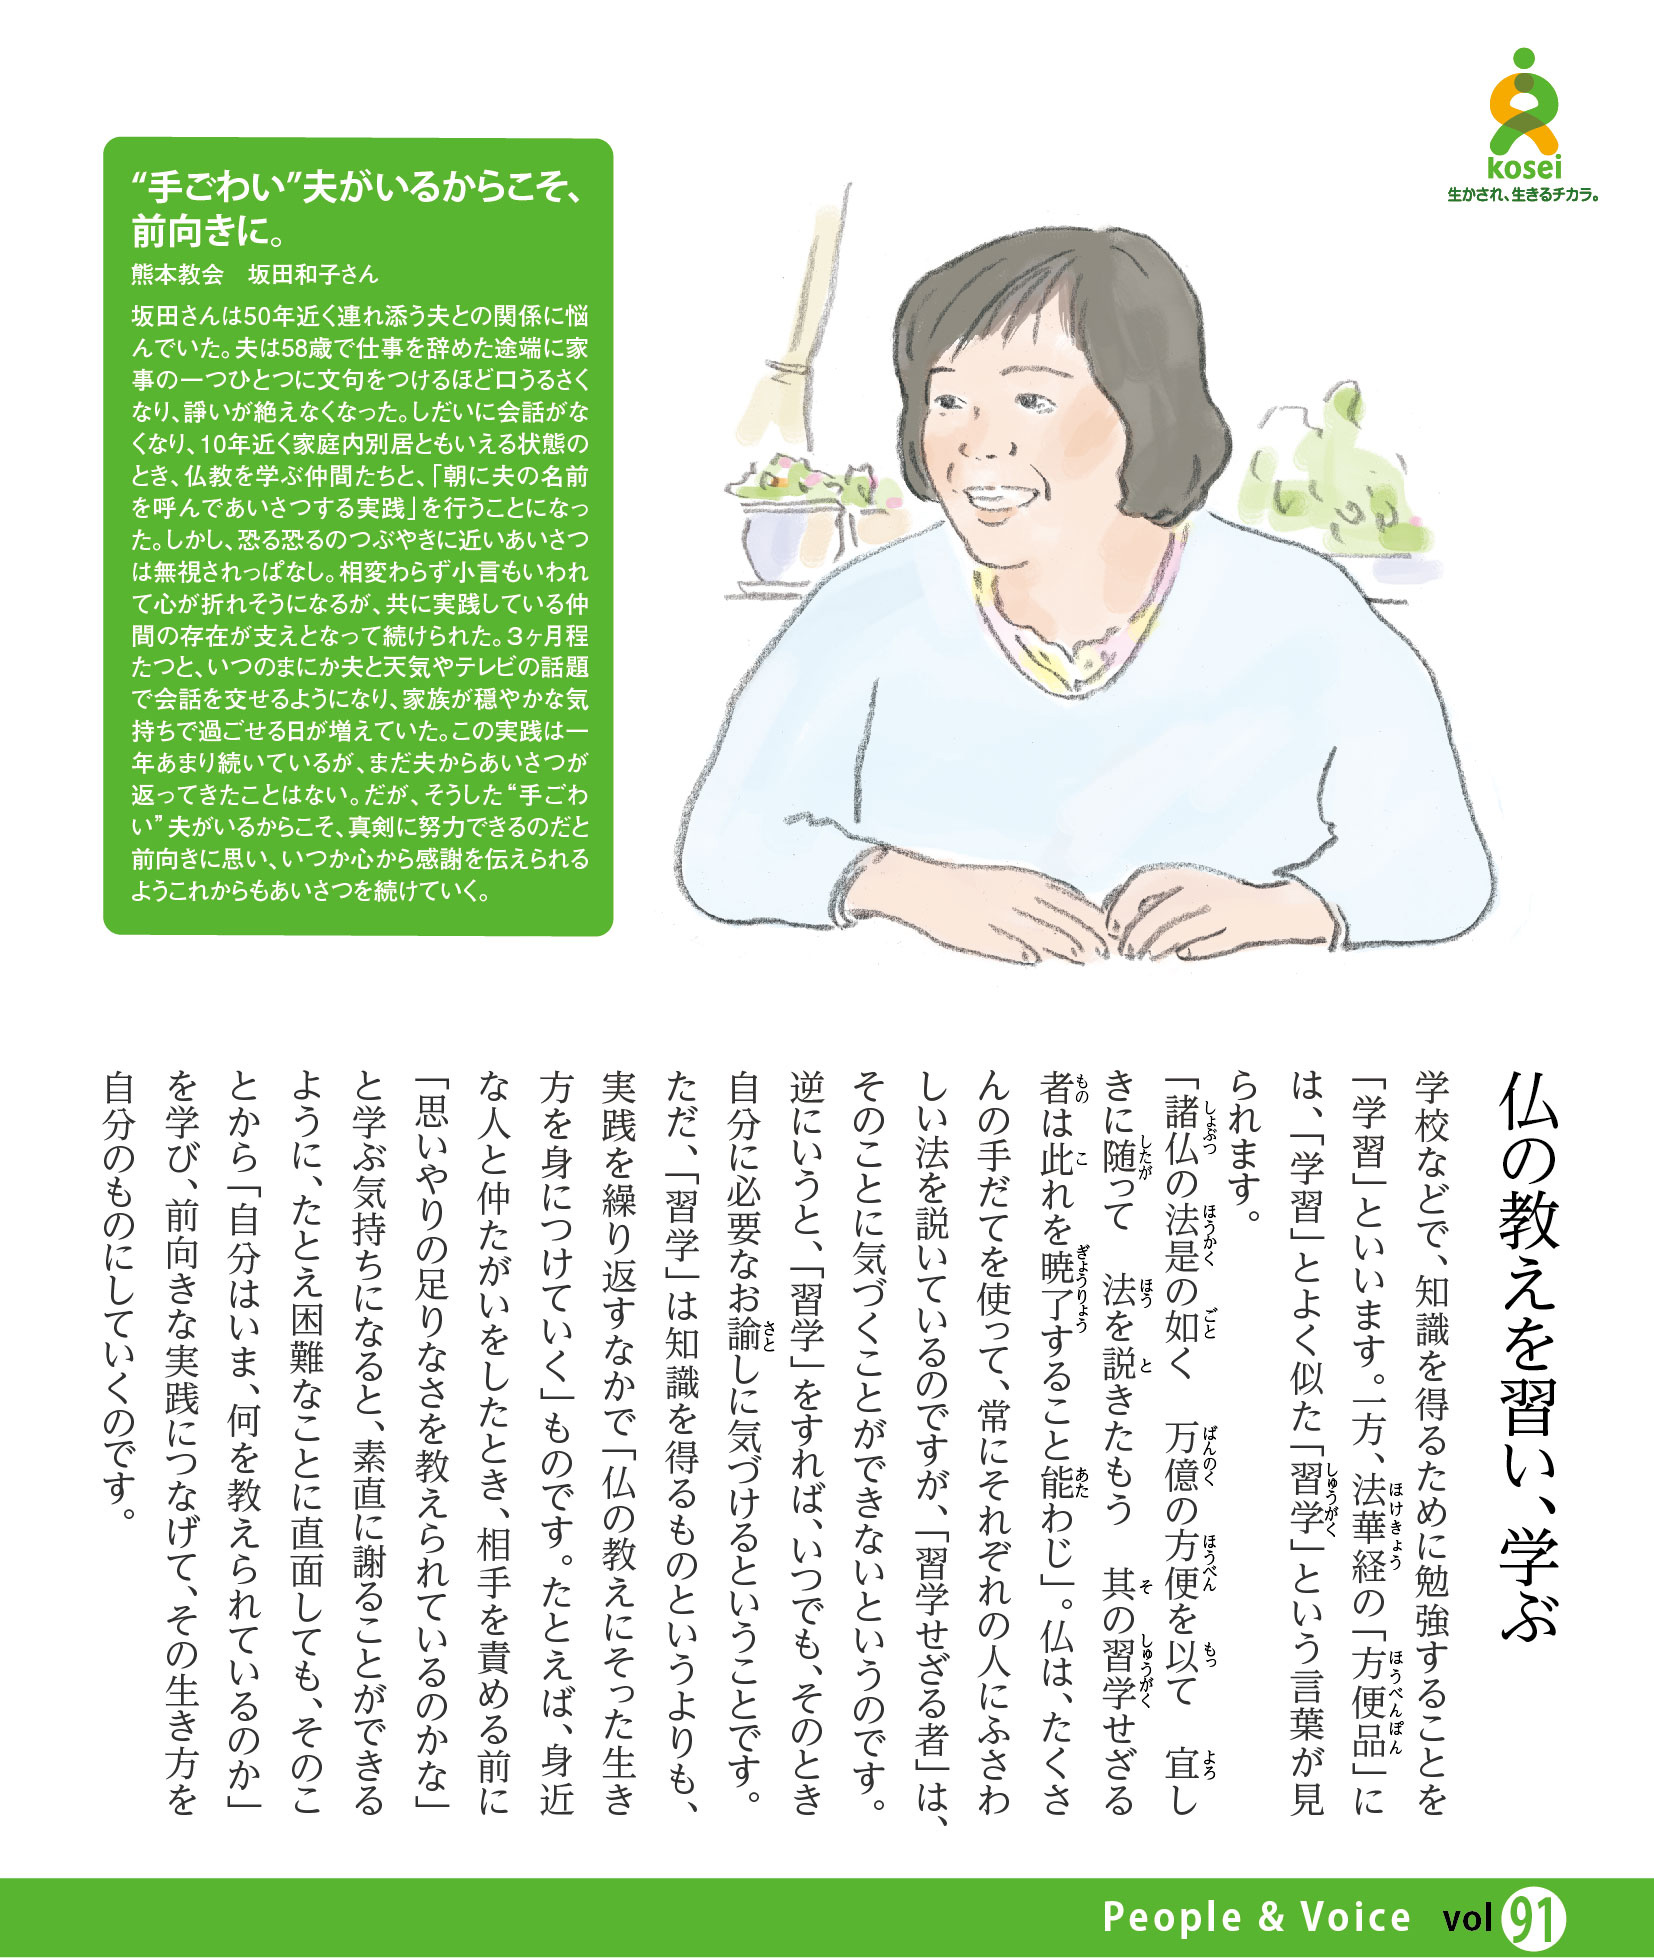 kosei
生かされ、生きるチカラ。
“手ごわい”夫がいるからこそ、
前向きに。
熊本教会　坂田和子さん
坂田さんは50年近く連れ添う夫との関係に悩
んでいた。夫は58歳で仕事を辞めた途端に家
事の一つひとつに文句をつけるほど口うるさく
なり、諍いが絶えなくなった。しだいに会話がな
くなり、10年近く家庭内別居ともいえる状態の
とき、仏教を学ぶ仲間たちと、「朝に夫の名前
を呼んであいさつする実践」を行うことになっ
た。しかし、恐る恐るのつぶやきに近いあいさつ
は無視されっぱなし。相変わらず小言もいわれ
て心が折れそうになるが、共に実践している仲
間の存在が支えとなって続けられた。3ヶ月程
たつと、いつのまにか夫と天気やテレビの話題
で会話を交せるようになり、家族が穏やかな気
持ちで過ごせる日が増えていた。この実践は一
年あまり続いているが、まだ夫からあいさつが
返ってきたことはない。だが、そうした“手ごわ
い”夫がいるからこそ、真剣に努力できるのだと
前向きに思い、いつか心から感謝を伝えられる
ようこれからもあいさつを続けていく。
仏の教えを習い、学ぶ
学校などで、知識を得るために勉強することを
「学習」といいます。一方、法華経の「方便品」に
は、「学習」とよく似た「習学」という言葉が見
られます。
「諸仏の法是の如く　万億の方便を以て　宜し
きに随って　法を説きたもう　其の習学せざる
者は此れを暁了すること能わじ」。仏は、たくさ
んの手だてを使って、常にそれぞれの人にふさわ
しい法を説いているのですが、「習学せざる者」は、
そのことに気づくことができないというのです。
逆にいうと、「習学」をすれば、いつでも、そのとき
自分に必要なお諭しに気づけるということです。
ただ、「習学」は知識を得るものというよりも、
実践を繰り返すなかで「仏の教えにそった生き
方を身につけていく」ものです。たとえば、身近
な人と仲たがいをしたとき、相手を責める前に
「思いやりの足りなさを教えられているのかな」
と学ぶ気持ちになると、素直に謝ることができる
ように、たとえ困難なことに直面しても、そのこ
とから「自分はいま、何を教えられているのか」
を学び、前向きな実践につなげて、その生き方を
自分のものにしていくのです。
People & Voice vol 91